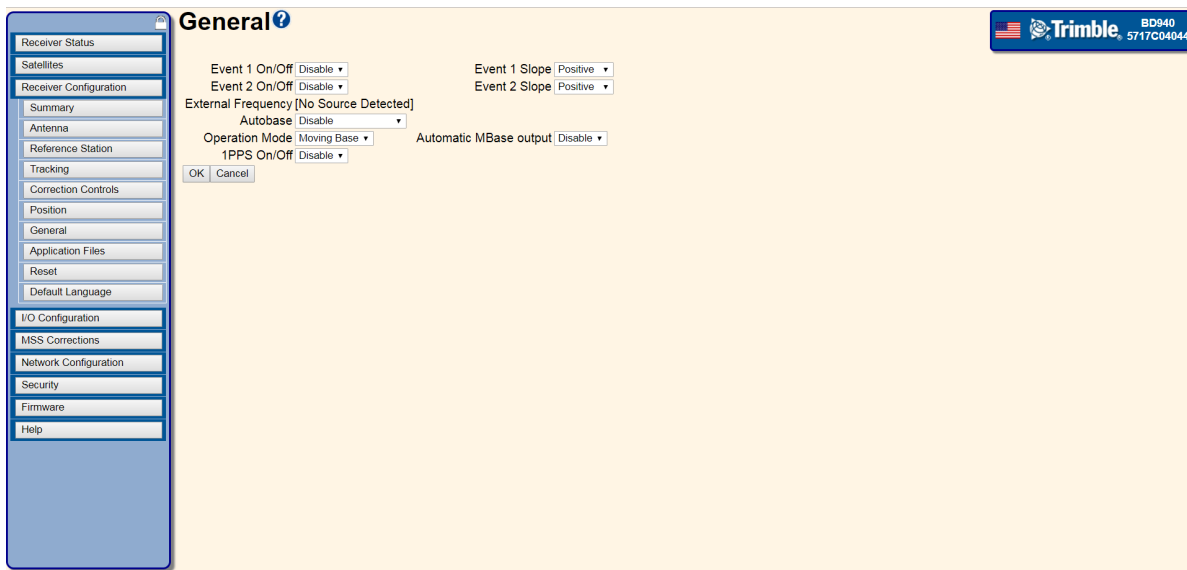 General
Receiver Status
Satellites
Receiver Configuration
Summary
Antenna
Reference Station
Tracking
Correction Controls
Position
General
Application Files
Reset
Default Language
I/O Configuration
MSS Corrections
Network Configuration
Security
Firmware
Help
Event 1 On/Off Disable Event 1 Slope Positive
Event 2 On/Off Disable Event 2 Slope Positive
External Frequency [No Source Detected]
Autobase Disable
Operation Mode Moving Base Automatic MBase output Disable
1PPS On/Off Disable
OK Cancel
Trimble
BD940
5717C04044